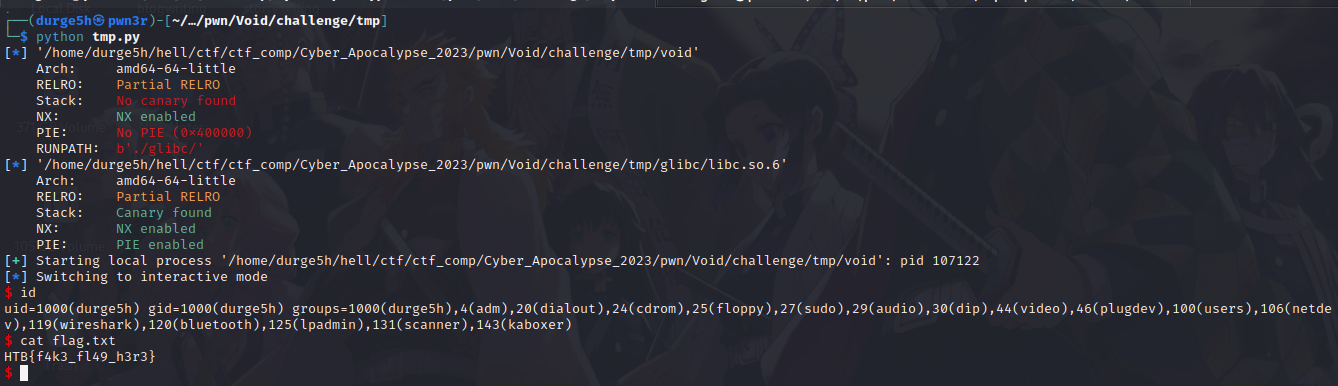 ┌──(durge5h㉿pwn3r)-[~/…/pwn/Void/challenge/tmp]
└─$ python tmp.py
[*] '/home/durge5h/hell/ctf/ctf_comp/Cyber_Apocalypse_2023/pwn/Void/challenge/tmp/void'
    Arch:     amd64-64-little
    RELRO:    Partial RELRO
    Stack:    No canary found
    NX:       NX enabled
    PIE:      No PIE (0x400000)
    RUNPATH:  b'./glibc/'
[*] '/home/durge5h/hell/ctf/ctf_comp/Cyber_Apocalypse_2023/pwn/Void/challenge/tmp/glibc/libc.so.6'
    Arch:     amd64-64-little
    RELRO:    Partial RELRO
    Stack:    Canary found
    NX:       NX enabled
    PIE:      PIE enabled
[+] Starting local process '/home/durge5h/hell/ctf/ctf_comp/Cyber_Apocalypse_2023/pwn/Void/challenge/tmp/void': pid 107122
[*] Switching to interactive mode
$ id
uid=1000(durge5h) gid=1000(durge5h) groups=1000(durge5h),4(adm),20(dialout),24(cdrom),25(floppy),27(sudo),29(audio),30(dip),44(video),46(plugdev),100(users),106(netde
v),119(wireshark),120(bluetooth),125(lpadmin),131(scanner),143(kaboxer)
$ cat flag.txt
HTB{f4k3_fl49_h3r3}
$